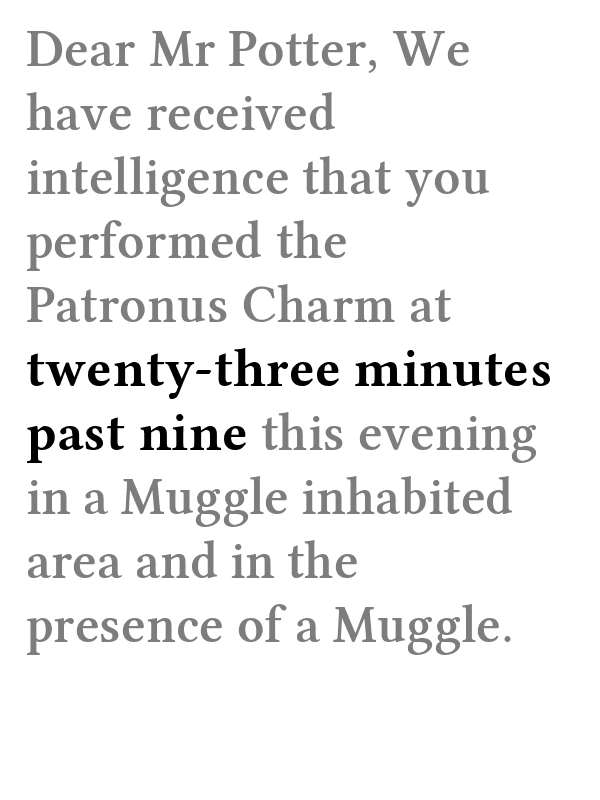 Dear Mr Potter, We
have received
intelligence that you
performed the
Patronus Charm at
twenty-three minutes
past nine this evening
in a Muggle inhabited
area and in the
presence of a Muggle.